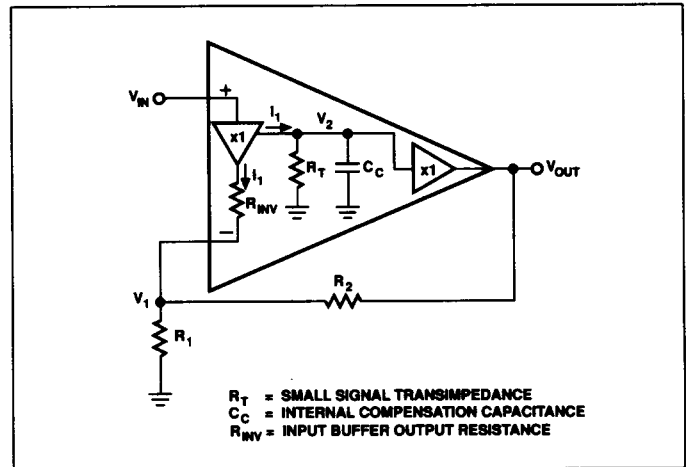 V_IN
+
I_1
V_2
x1
I_1
R_T
C_C
x1
V_OUT
R_INV
−
R_2
V_1
R_1
R_T = SMALL SIGNAL TRANSIMPEDANCE
C_C = INTERNAL COMPENSATION CAPACITANCE
R_INV = INPUT BUFFER OUTPUT RESISTANCE